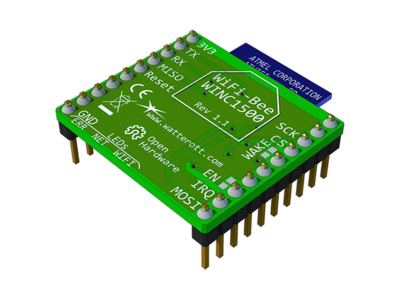 ATMEL CORPORATION
3V3
TX
RX
MISO
Reset
WiFi-Bee
WINC1500
Rev 1.1
www.watterott.com
GND
ERR NET WIFI
LEDs
Open
Hardware
SCK
CS
WAKE
EN
IRQ
MOSI